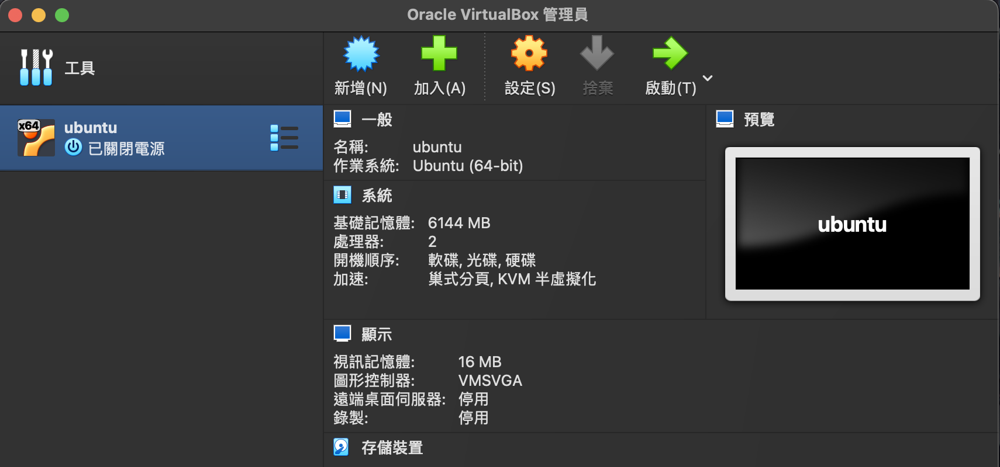 Oracle VirtualBox 管理員
工具
新增(N)
加入(A)
設定(S)
捨棄
啟動(T)
x64
ubuntu
已關閉電源
一般
名稱: ubuntu
作業系統: Ubuntu (64-bit)
系統
基礎記憶體: 6144 MB
處理器: 2
開機順序: 軟碟, 光碟, 硬碟
加速: 巢式分頁, KVM 半虛擬化
預覽
ubuntu
顯示
視訊記憶體: 16 MB
圖形控制器: VMSVGA
遠端桌面伺服器: 停用
錄製: 停用
存儲裝置